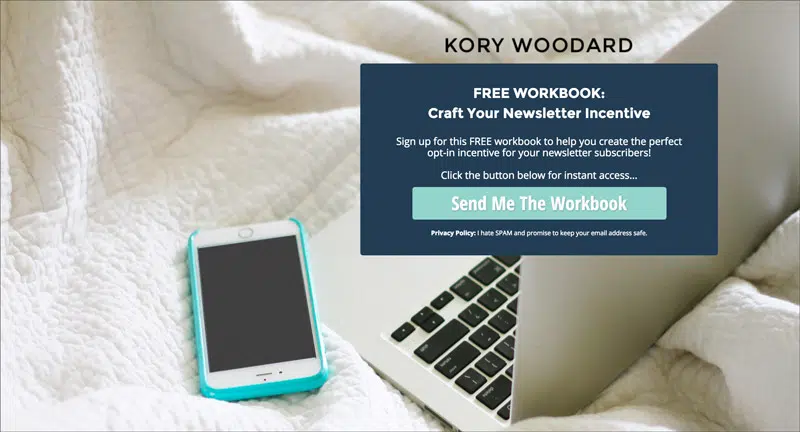 KORY WOODARD
FREE WORKBOOK:
Craft Your Newsletter Incentive
Sign up for this FREE workbook to help you create the perfect
opt-in incentive for your newsletter subscribers!
Click the button below for instant access...
Send Me The Workbook
Privacy Policy: I hate SPAM and promise to keep your email address safe.